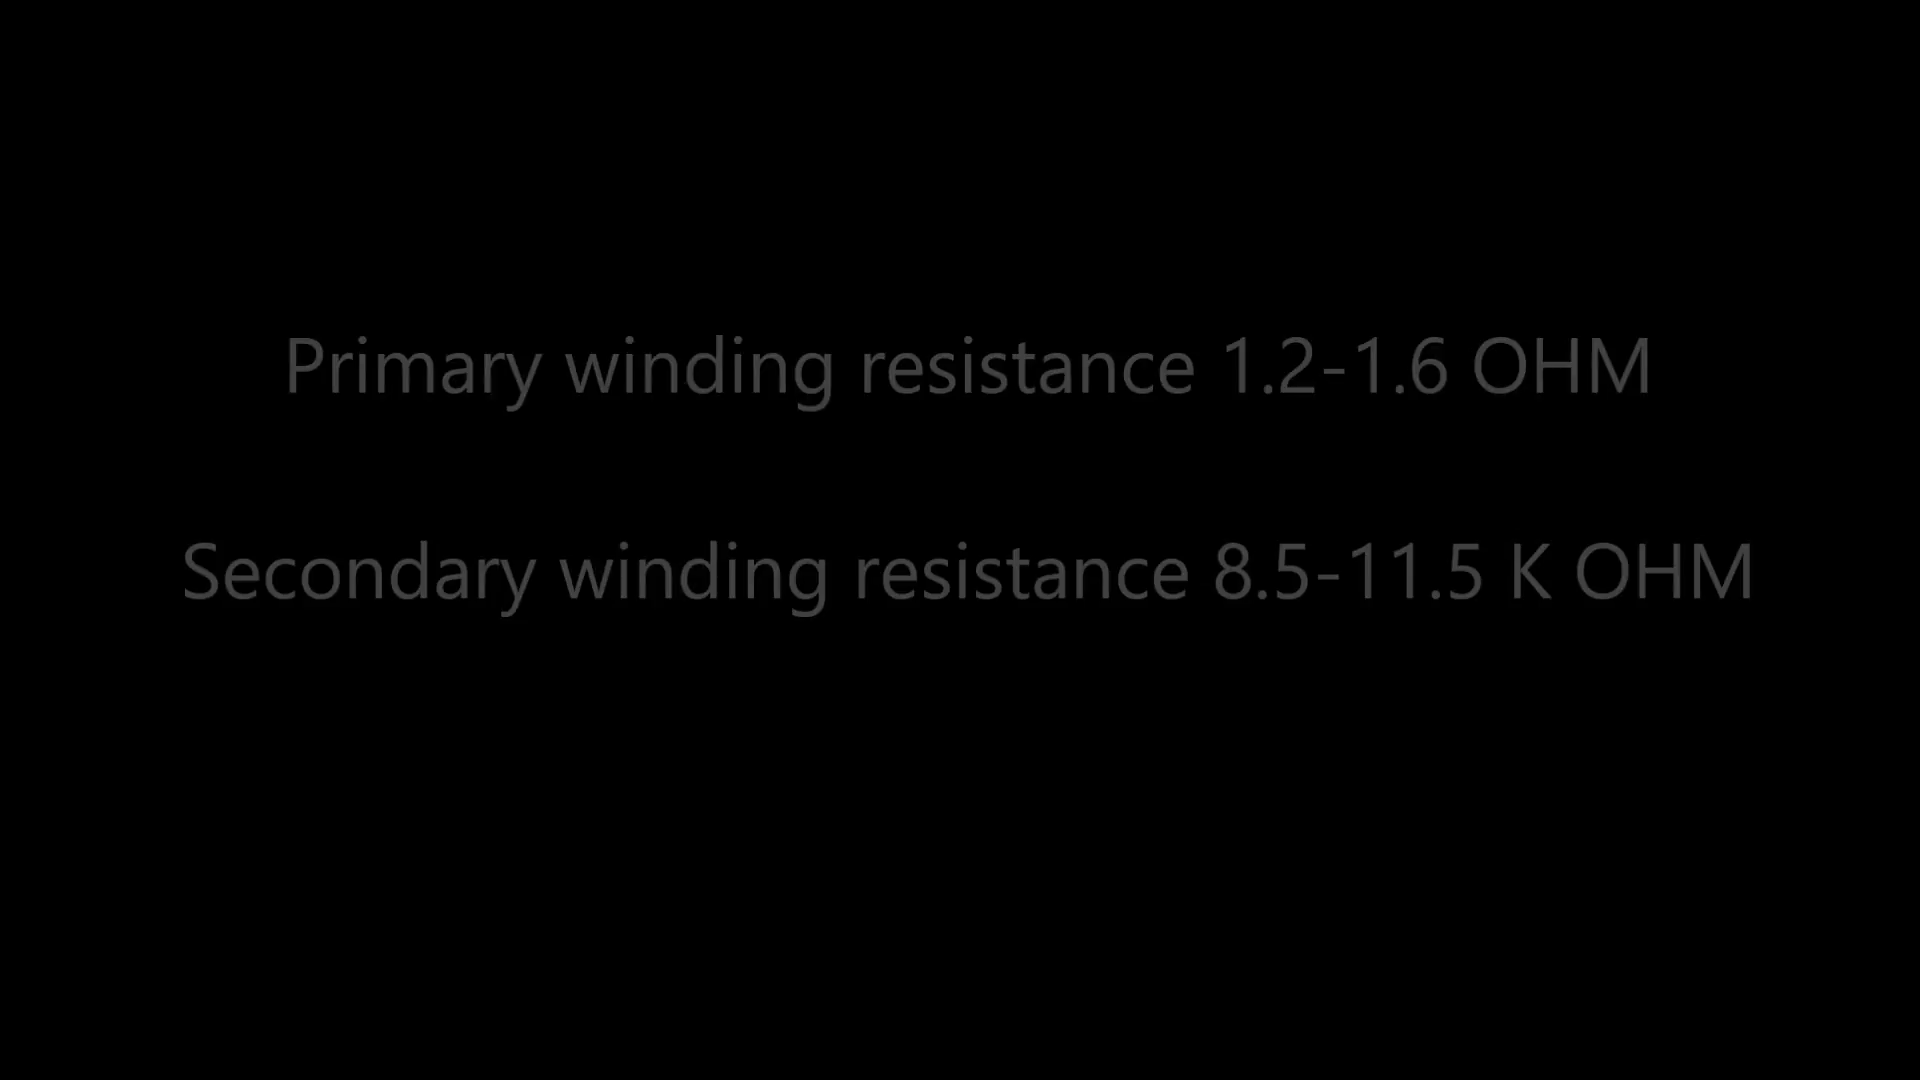 Primary winding resistance 1.2-1.6 OHM
Secondary winding resistance 8.5-11.5 K OHM